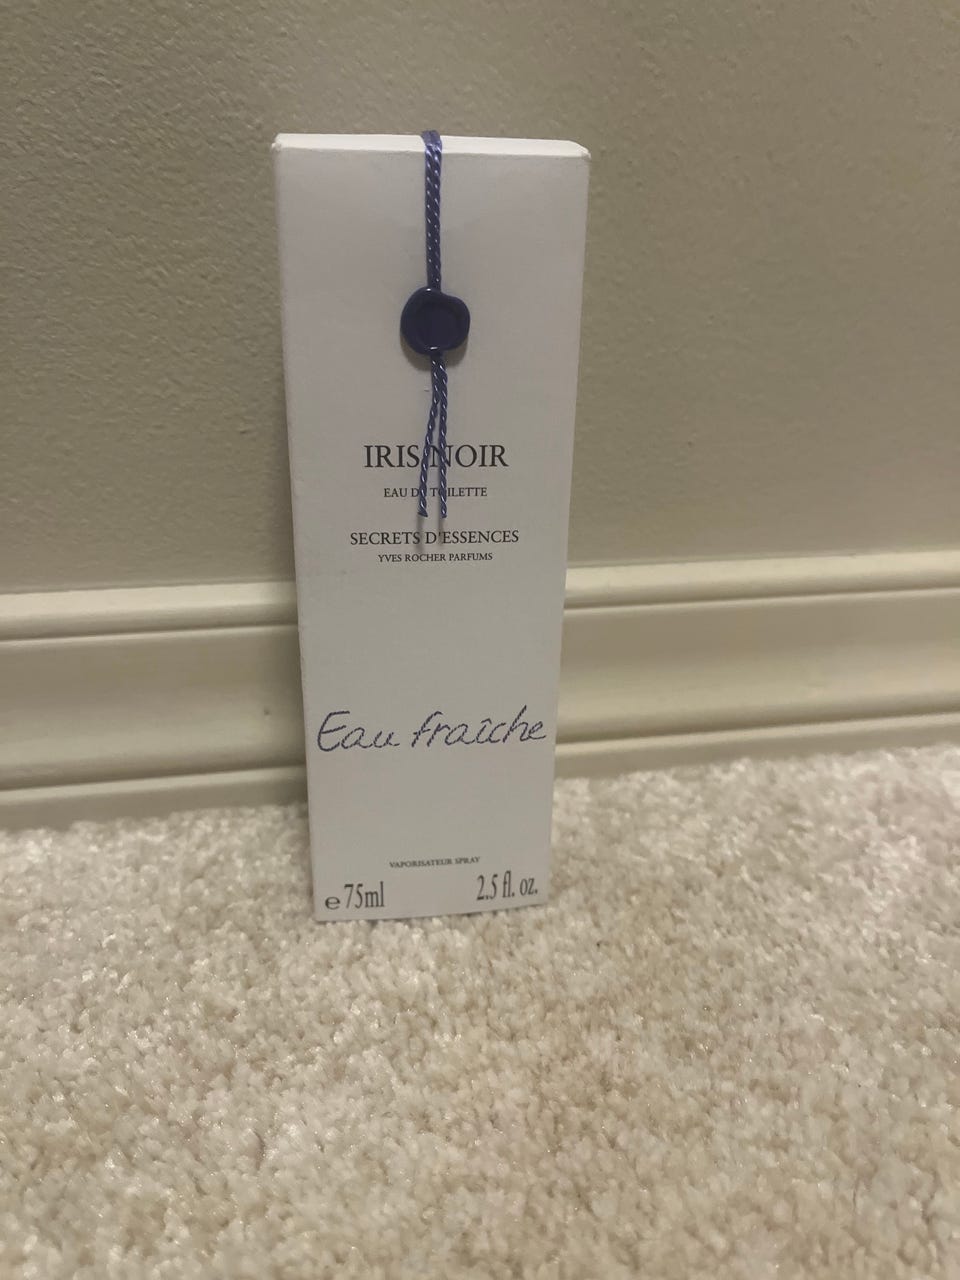 IRIS NOIR
EAU DE TOILETTE
SECRETS D'ESSENCES
YVES ROCHER PARFUMS
Eau fraîche
VAPORISATEUR SPRAY
℮ 75ml 2.5 fl. oz.